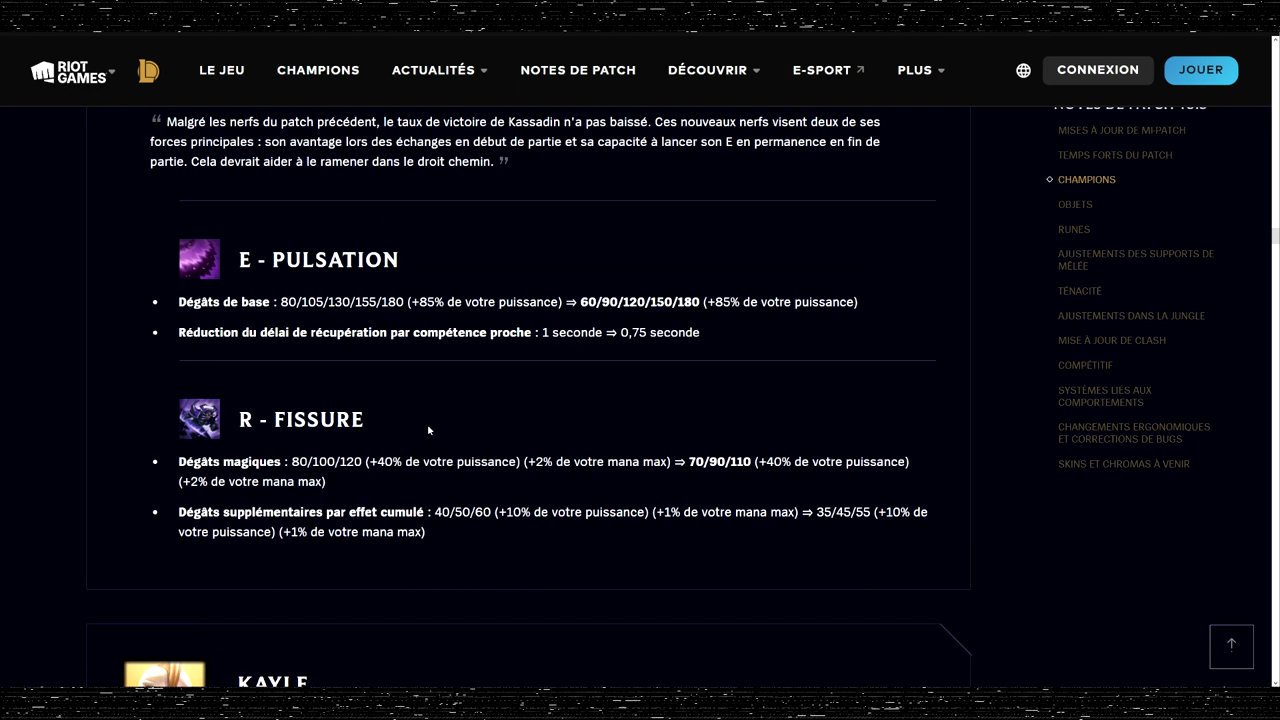 RIOT GAMES
LE JEU
CHAMPIONS
ACTUALITÉS
NOTES DE PATCH
DÉCOUVRIR
E-SPORT
PLUS
CONNEXION
JOUER
“ Malgré les nerfs du patch précédent, le taux de victoire de Kassadin n'a pas baissé. Ces nouveaux nerfs visent deux de ses
forces principales : son avantage lors des échanges en début de partie et sa capacité à lancer son E en permanence en fin de
partie. Cela devrait aider à le ramener dans le droit chemin. ”
E - PULSATION
• Dégâts de base : 80/105/130/155/180 (+85% de votre puissance) ⇒ 60/90/120/150/180 (+85% de votre puissance)
• Réduction du délai de récupération par compétence proche : 1 seconde ⇒ 0,75 seconde
R - FISSURE
• Dégâts magiques : 80/100/120 (+40% de votre puissance) (+2% de votre mana max) ⇒ 70/90/110 (+40% de votre puissance)
(+2% de votre mana max)
• Dégâts supplémentaires par effet cumulé : 40/50/60 (+10% de votre puissance) (+1% de votre mana max) ⇒ 35/45/55 (+10% de
votre puissance) (+1% de votre mana max)
KAYLE
MISES À JOUR DE MI-PATCH
TEMPS FORTS DU PATCH
CHAMPIONS
OBJETS
RUNES
AJUSTEMENTS DES SUPPORTS DE
MÊLÉE
TÉNACITÉ
AJUSTEMENTS DANS LA JUNGLE
MISE À JOUR DE CLASH
COMPÉTITIF
SYSTÈMES LIÉS AUX
COMPORTEMENTS
CHANGEMENTS ERGONOMIQUES
ET CORRECTIONS DE BUGS
SKINS ET CHROMAS À VENIR